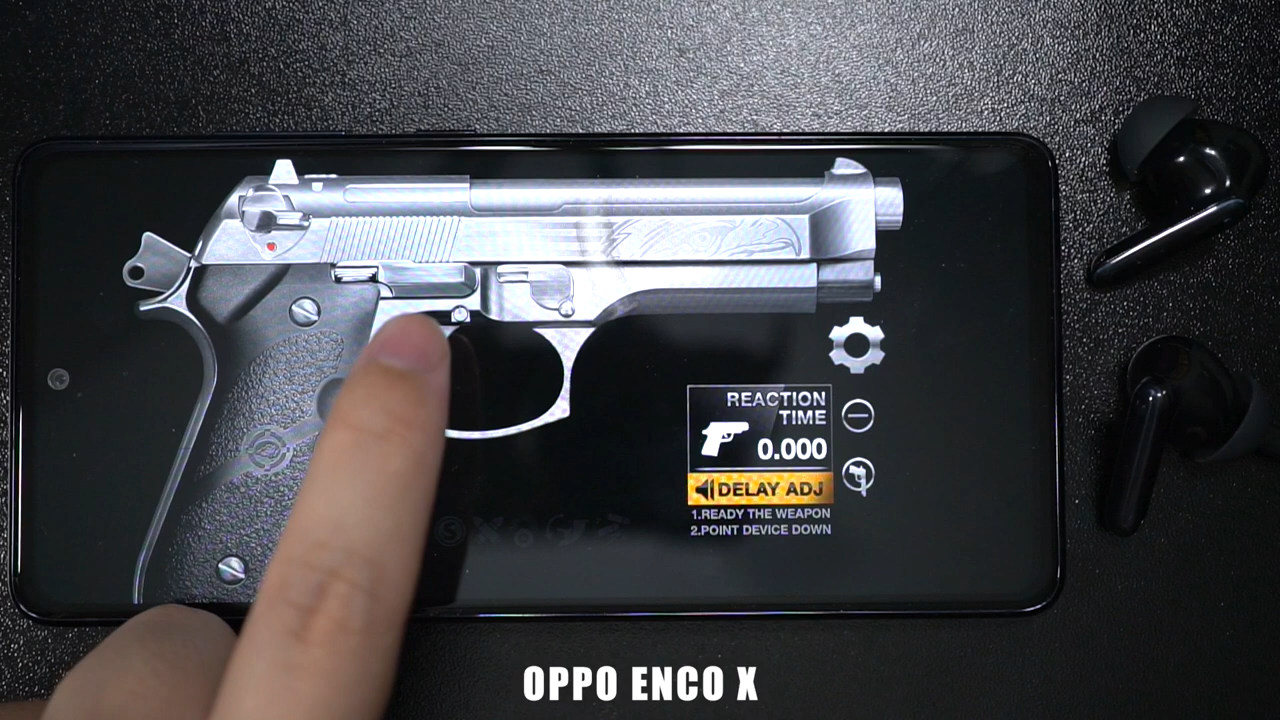 REACTION
TIME
0.000
DELAY ADJ
1.READY THE WEAPON
2.POINT DEVICE DOWN
OPPO ENCO X